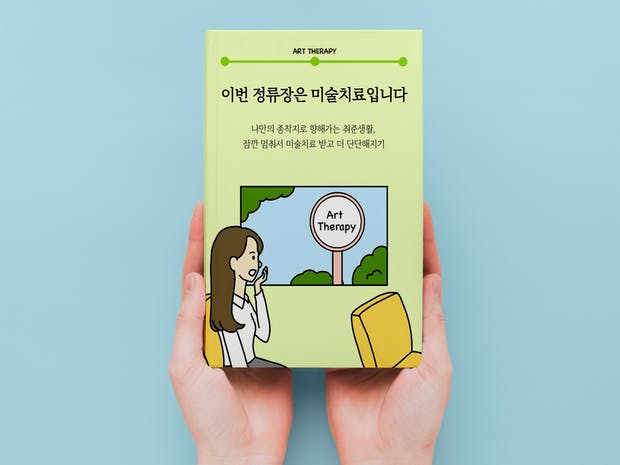 ART THERAPY
이번 정류장은 미술치료입니다
나만의 종착지로 향해가는 취준생활,
잠깐 멈춰서 미술치료 받고 더 단단해지기
Art
Therapy